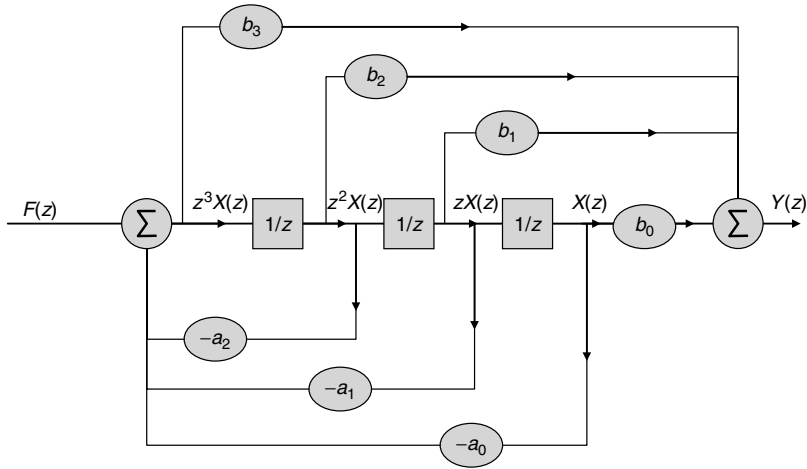 b₃
b₂
b₁
F(z) Σ z³X(z) 1/z z²X(z) 1/z zX(z) 1/z X(z) b₀ Σ Y(z)
−a₂
−a₁
−a₀